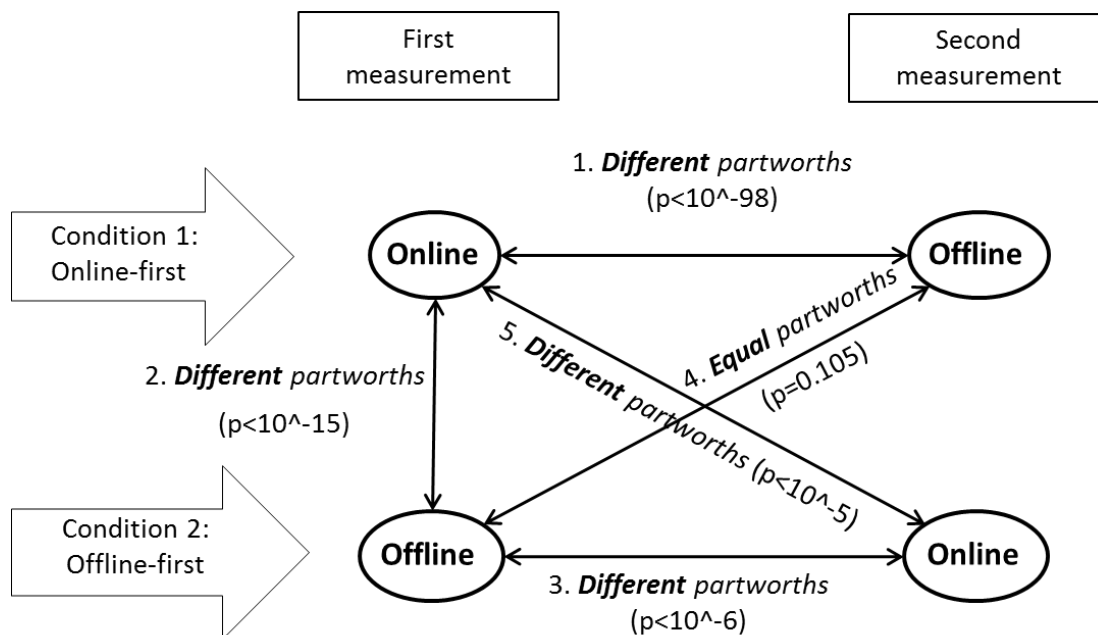 First
measurement
Second
measurement
1. Different partworths
(p<10^-98)
Condition 1:
Online-first
Online
Offline
2. Different partworths
(p<10^-15)
5. Different partworths (p<10^-5)
4. Equal partworths
(p=0.105)
Condition 2:
Offline-first
Offline
Online
3. Different partworths
(p<10^-6)